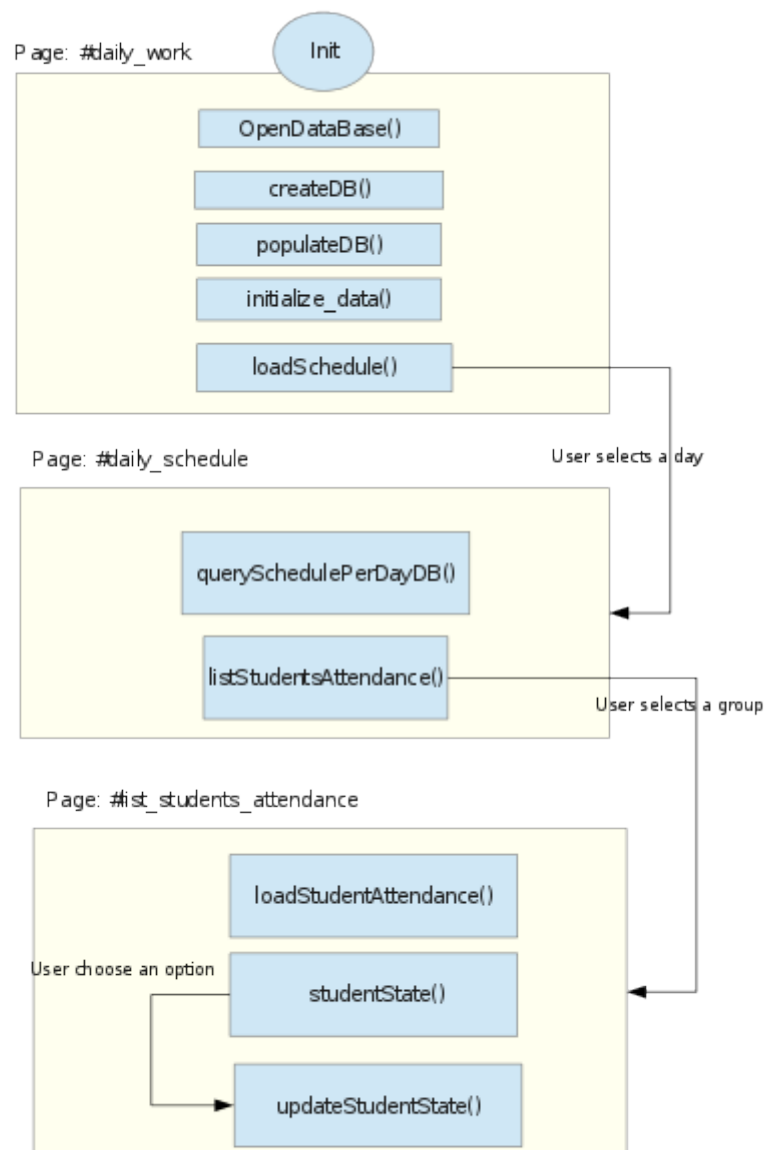 Page: #daily_work
Init
OpenDataBase()
createDB()
populateDB()
initialize_data()
loadSchedule()
User selects a day
Page: #daily_schedule
querySchedulePerDayDB()
listStudentsAttendance()
User selects a group
Page: #list_students_attendance
loadStudentAttendance()
User choose an option
studentState()
updateStudentState()